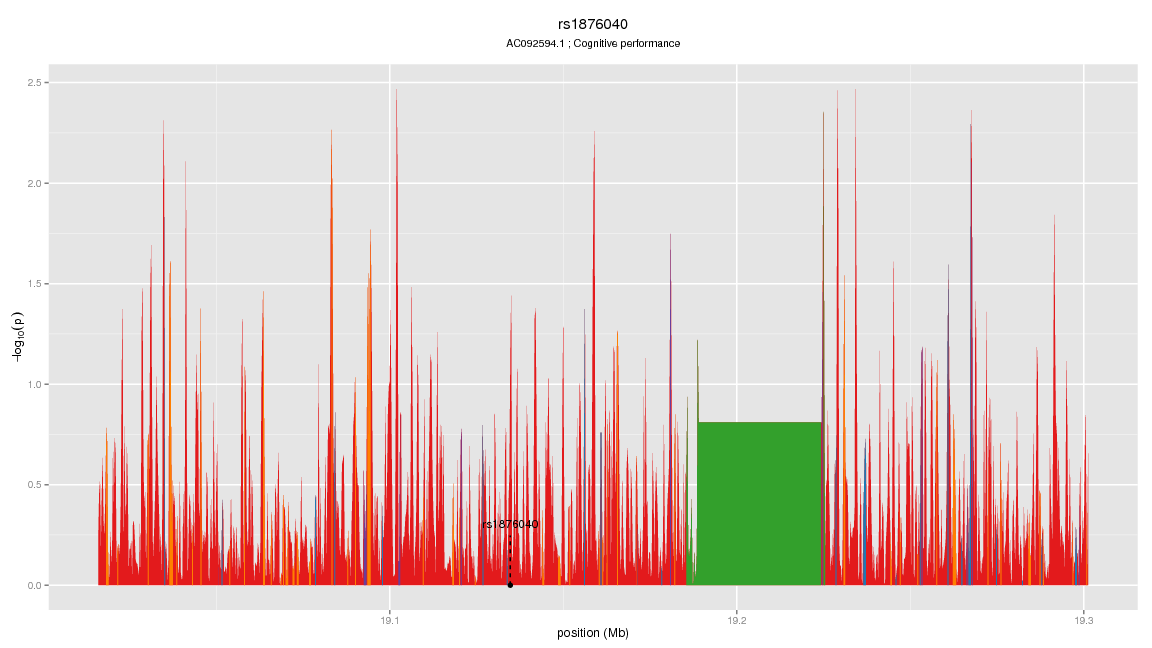 rs1876040
AC092594.1 ; Cognitive performance
2.5
2.0
1.5
1.0
0.5
0.0
−log10(p)
rs1876040
19.1
19.2
19.3
position (Mb)